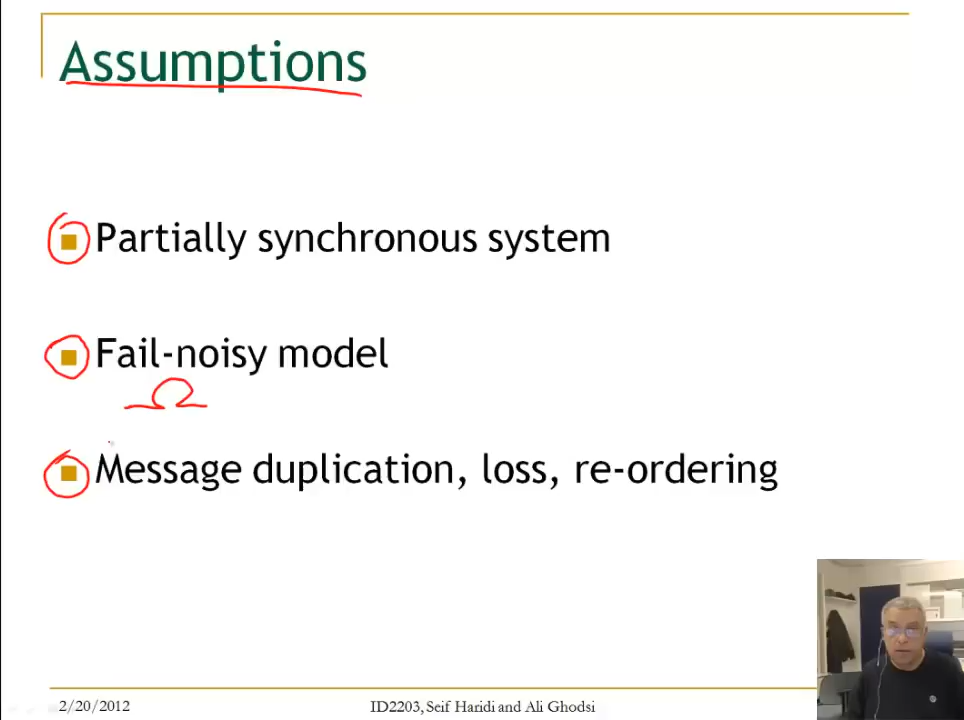 Assumptions
Partially synchronous system
Fail-noisy model
Ω
Message duplication, loss, re-ordering
2/20/2012
ID2203, Seif Haridi and Ali Ghodsi